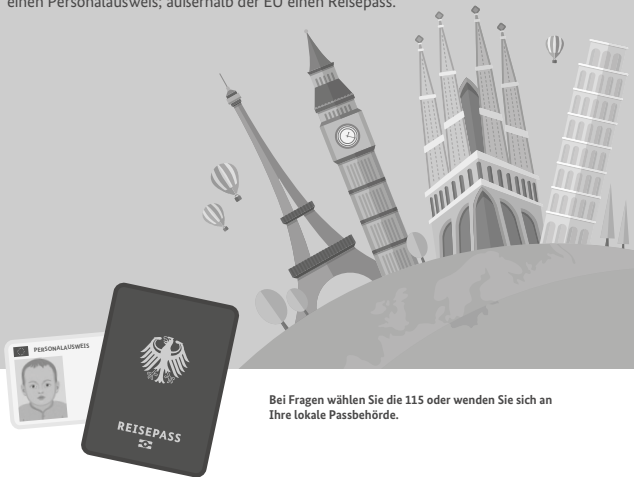 einen Personalausweis; außerhalb der EU einen Reisepass.
PERSONALAUSWEIS
REISEPASS
Bei Fragen wählen Sie die 115 oder wenden Sie sich an
Ihre lokale Passbehörde.